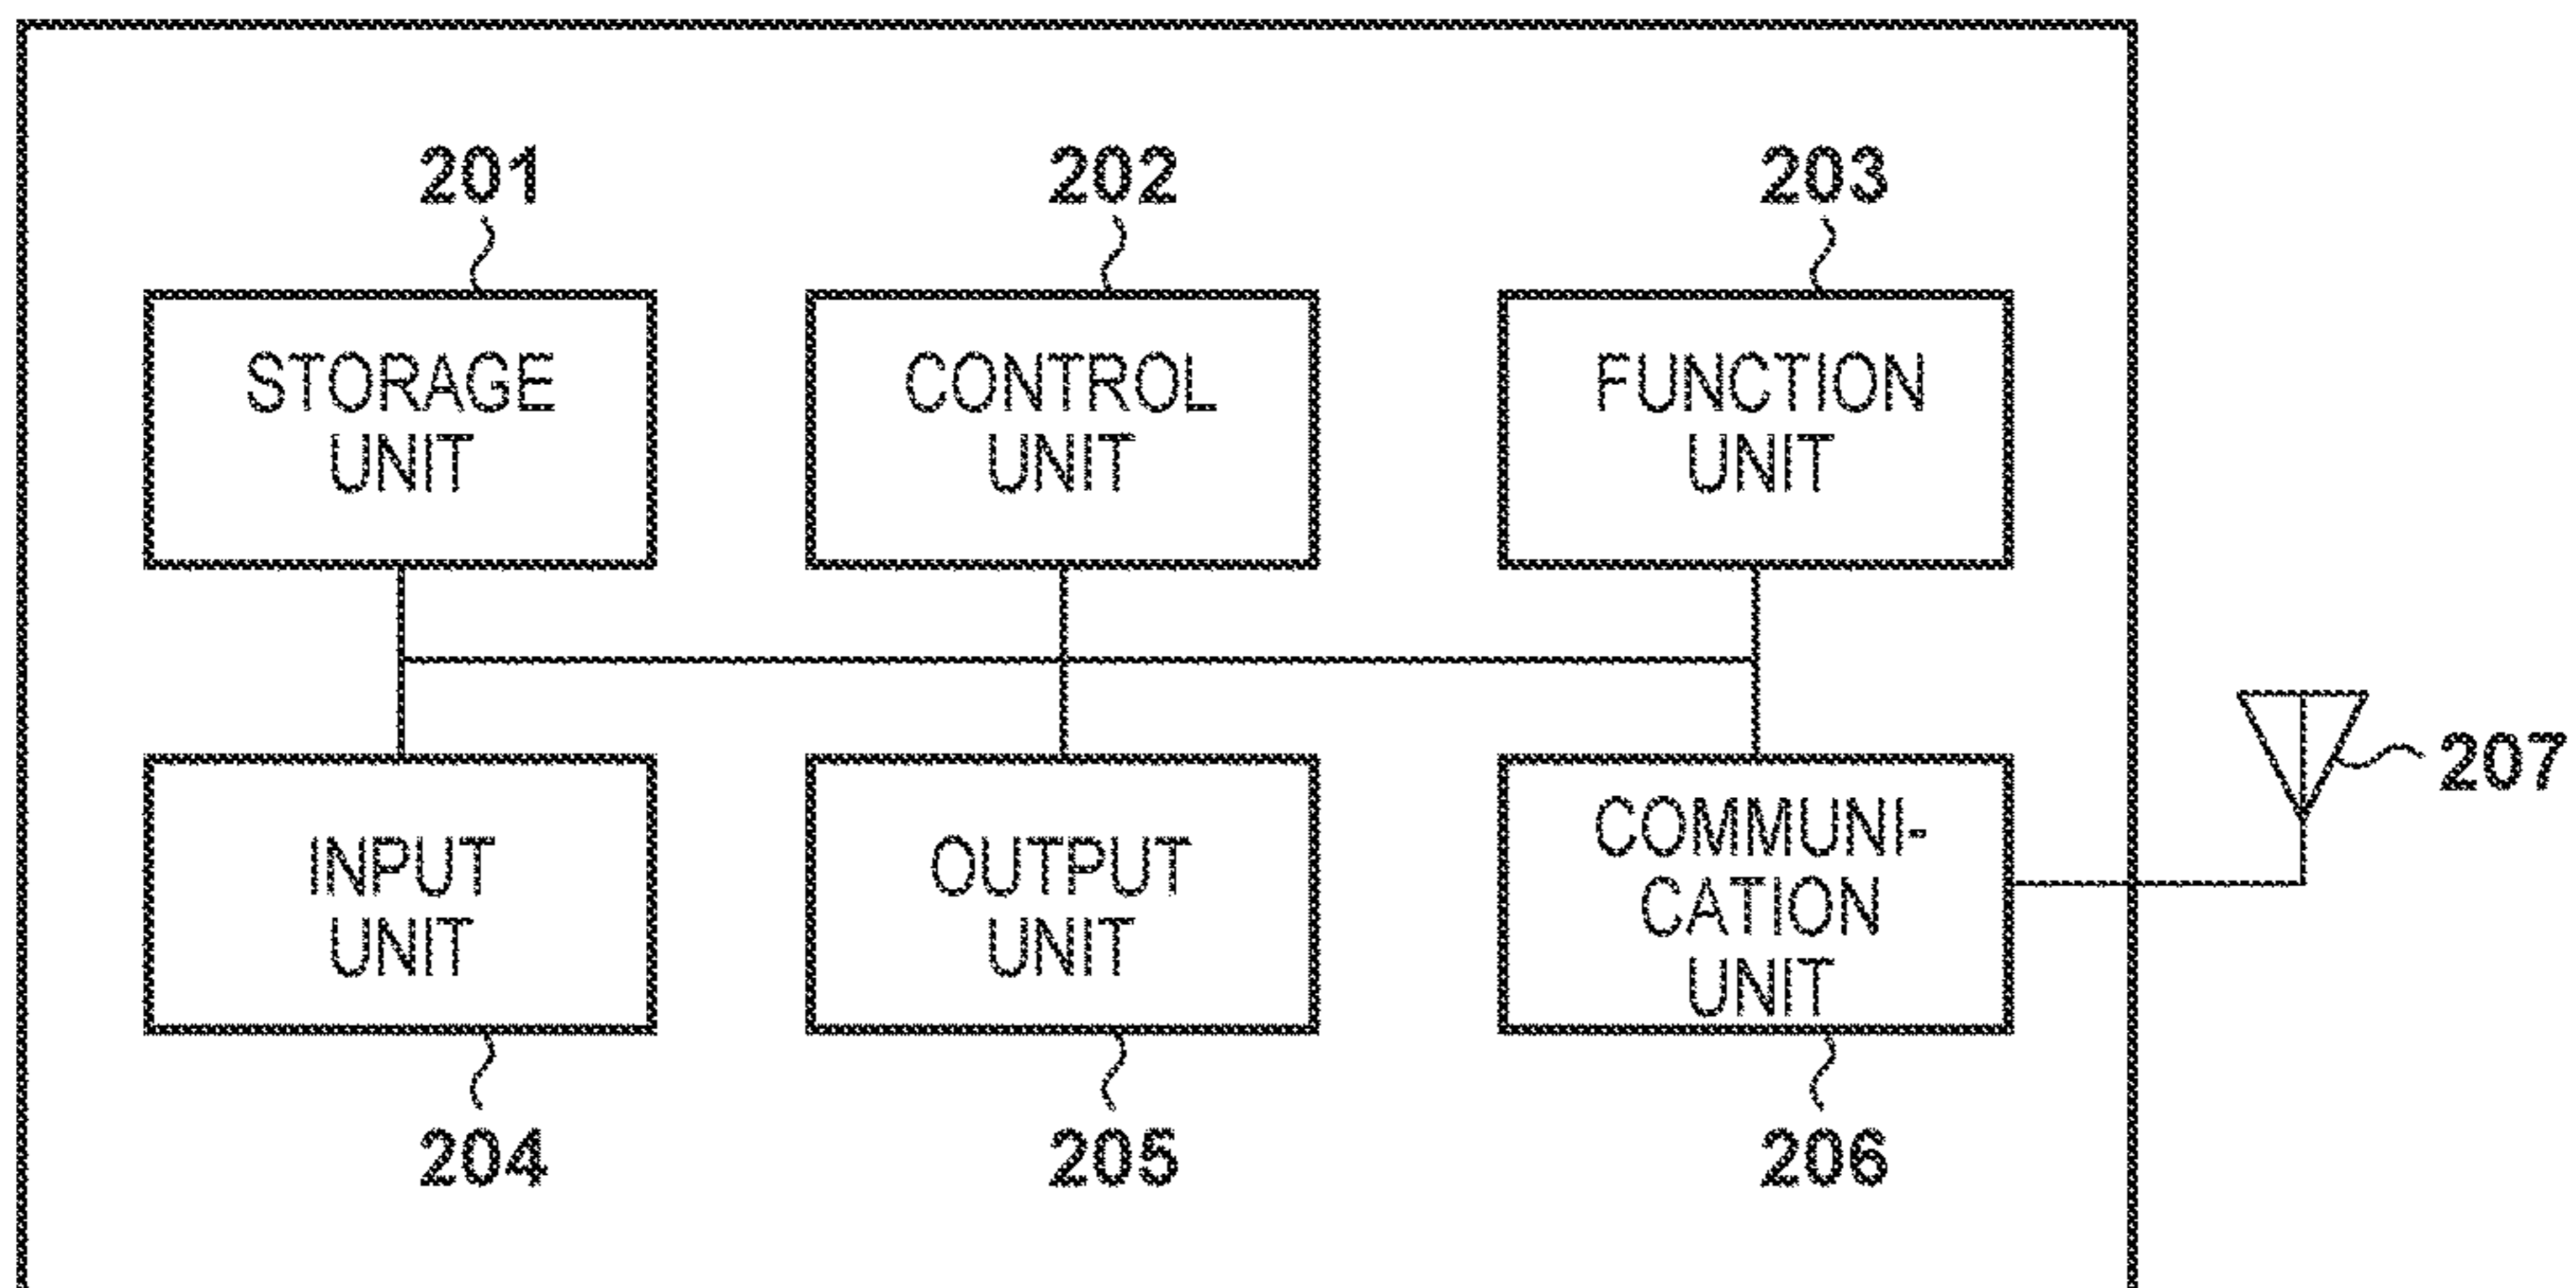 201
202
203
STORAGE
UNIT
CONTROL
UNIT
FUNCTION
UNIT
207
INPUT
UNIT
OUTPUT
UNIT
COMMUNI-
CATION
UNIT
204
205
206